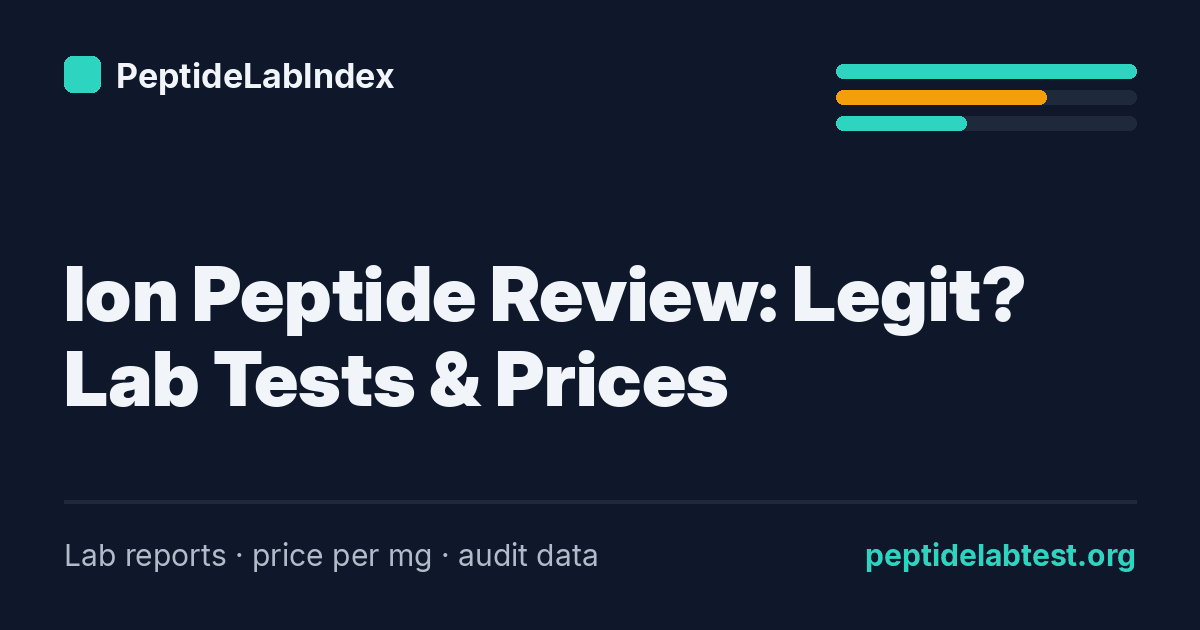 PeptideLabIndex
Ion Peptide Review: Legit?
Lab Tests & Prices
Lab reports · price per mg · audit data
peptidelabtest.org